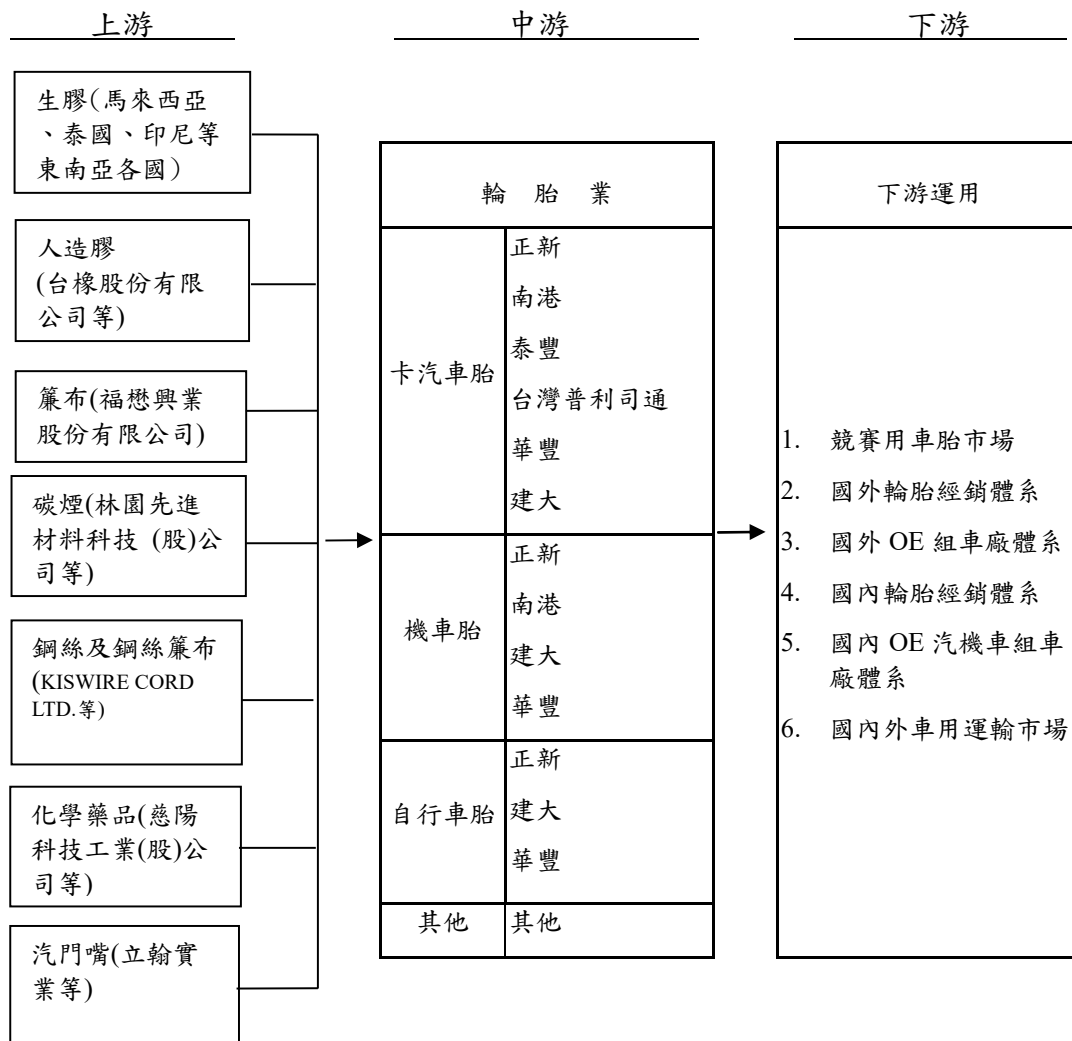 上游
中游
下游
生膠(馬來西亞
、泰國、印尼等
東南亞各國)
人造膠
(台橡股份有限
公司等)
簾布(福懋興業
股份有限公司)
碳煙(林園先進
材料科技 (股)公
司等)
鋼絲及鋼絲簾布
(KISWIRE CORD
LTD.等)
化學藥品(慈陽
科技工業(股)公
司等)
汽門嘴(立翰實
業等)
輪 胎 業
卡汽車胎
正新
南港
泰豐
台灣普利司通
華豐
建大
機車胎
正新
南港
建大
華豐
自行車胎
正新
建大
華豐
其他
其他
下游運用
1. 競賽用車胎市場
2. 國外輪胎經銷體系
3. 國外 OE 組車廠體系
4. 國內輪胎經銷體系
5. 國內 OE 汽機車組車
廠體系
6. 國內外車用運輸市場